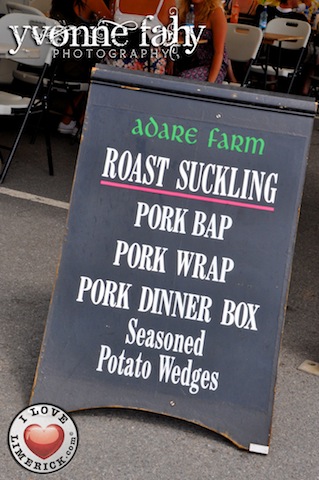 yvonne fahy
PHOTOGRAPHY
ADARE FARM
ROAST SUCKLING
PORK BAP
PORK WRAP
PORK DINNER BOX
Seasoned
Potato Wedges
I LOVE
LIMERICK.com